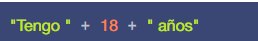 "Tengo " + 18 + " años"